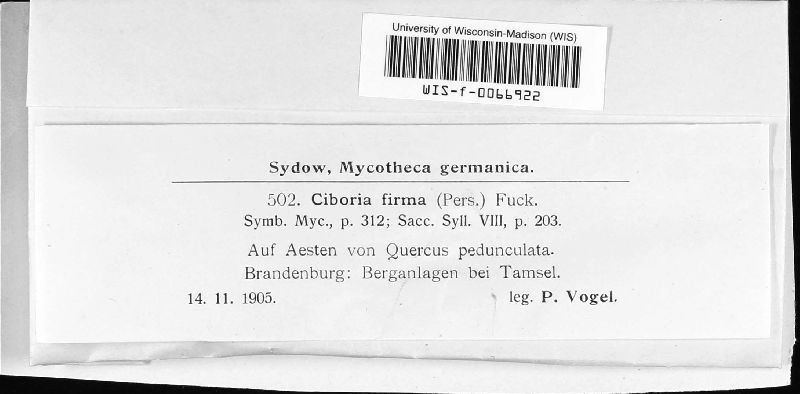 University of Wisconsin-Madison (WIS)
WIS-f-0066922
Sydow, Mycotheca germanica.
502. Ciboria firma (Pers.) Fuck.
Symb. Myc., p. 312; Sacc. Syll. VIII, p. 203.
Auf Aesten von Quercus pedunculata.
Brandenburg: Berganlagen bei Tamsel.
14. 11. 1905. leg. P. Vogel.